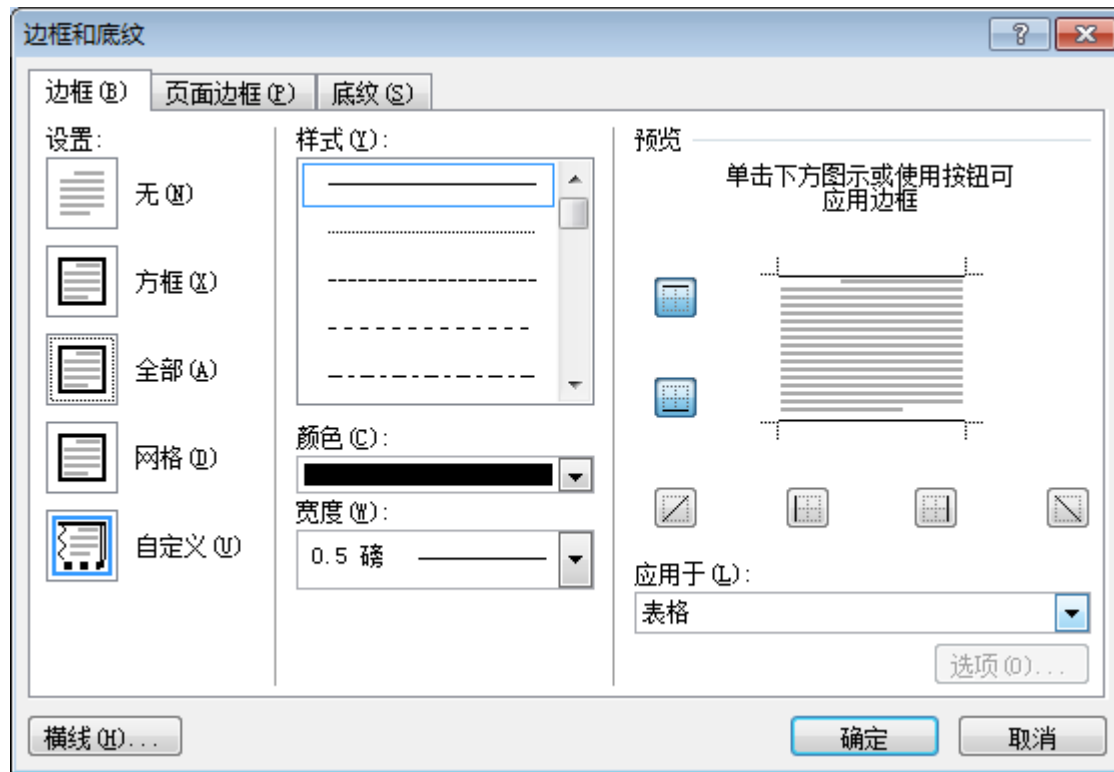 边框和底纹
边框(B)
页面边框(P)
底纹(S)
设置:
无(N)
方框(X)
全部(A)
网格(D)
自定义(U)
样式(Y):
颜色(C):
宽度(W):
0.5 磅
预览
单击下方图示或使用按钮可
应用边框
应用于(L):
表格
选项(O)...
横线(H)...
确定
取消